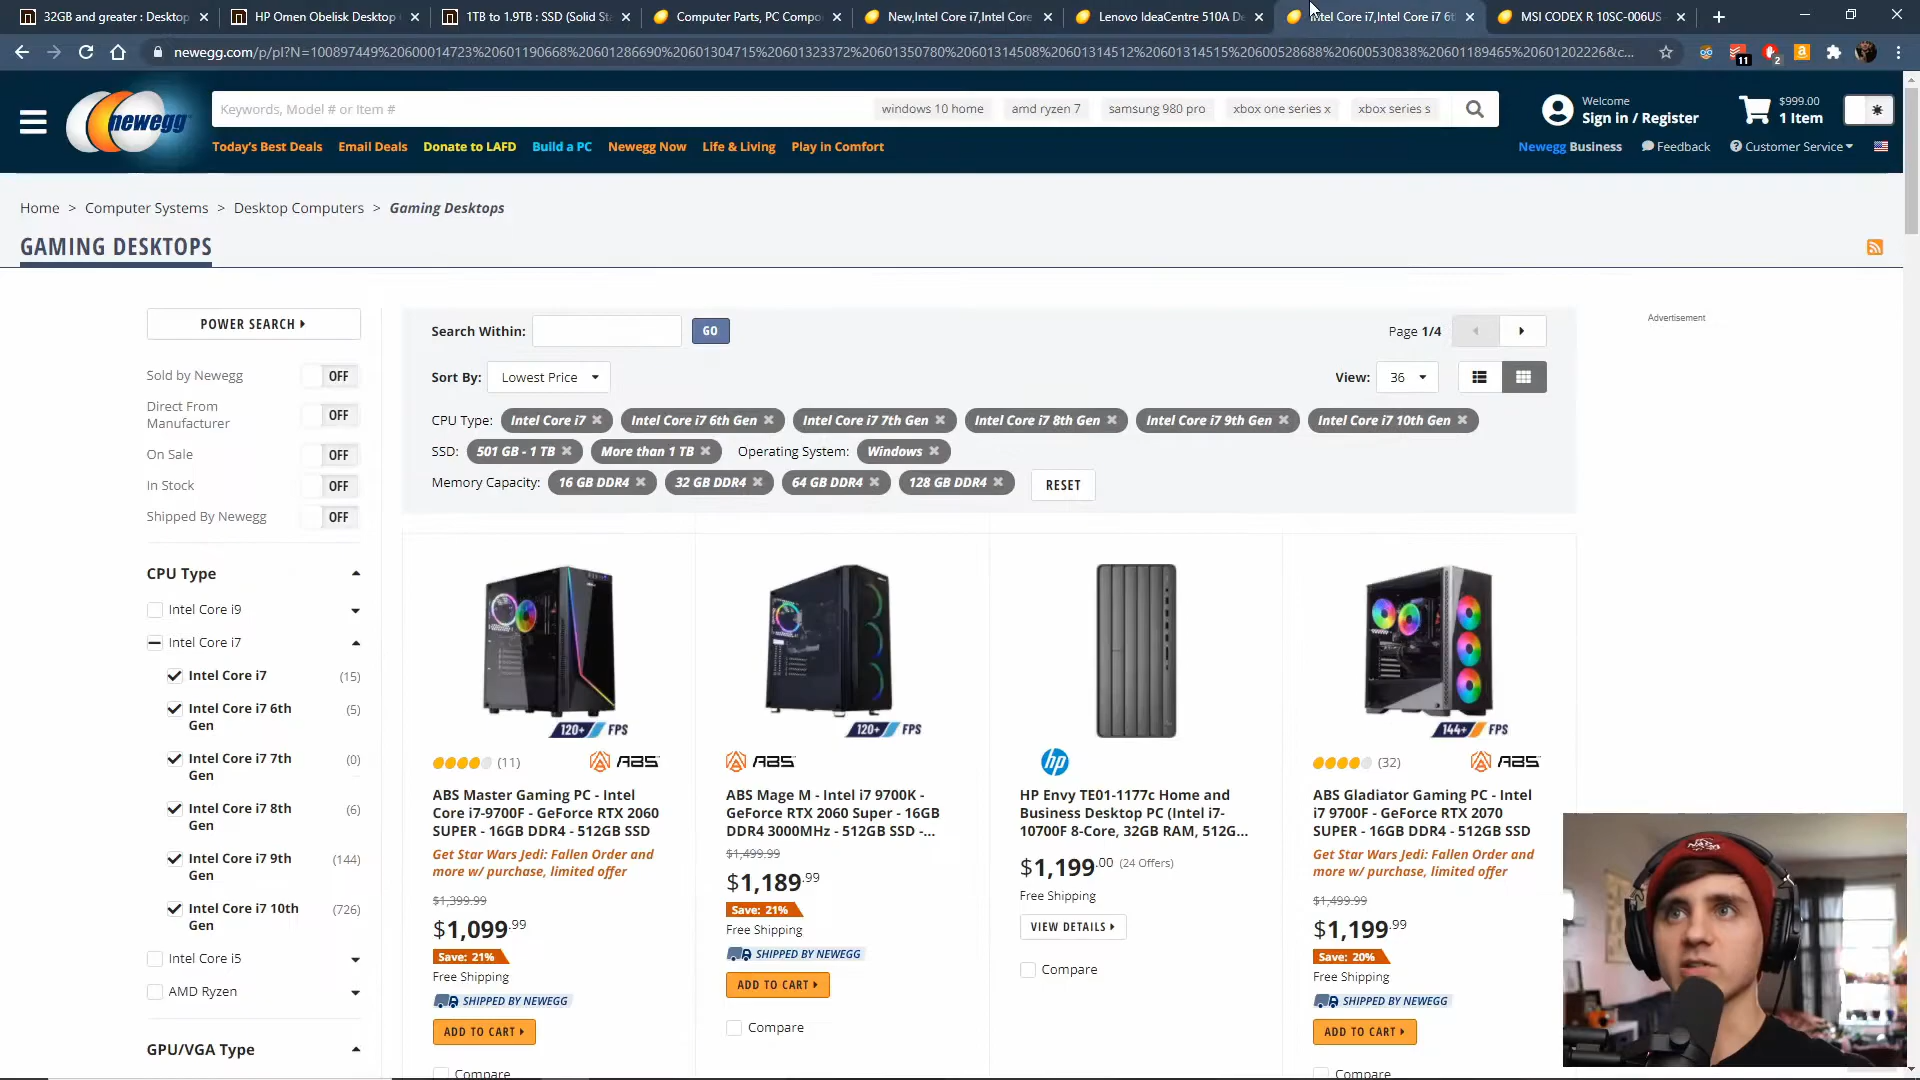 32GB and greater : Desktop
HP Omen Obelisk Desktop
1TB to 1.9TB : SSD (Solid Sta
Computer Parts, PC Compo
New,Intel Core i7,Intel Core
Lenovo IdeaCentre 510A De
Intel Core i7,Intel Core i7 6t
MSI CODEX R 10SC-006US
newegg.com/p/pl?N=100897449%20600014723%20601190668%20601286690%20601304715%20601323372%20601350780%20601314508%20601314512%20601314515%20600528688%20600530838%20601189465%20601202226&c...
11
2
newegg
Keywords, Model # or Item #
windows 10 home
amd ryzen 7
samsung 980 pro
xbox one series x
xbox series s
Welcome
Sign in / Register
$999.00
1 Item
Today's Best Deals
Email Deals
Donate to LAFD
Build a PC
Newegg Now
Life & Living
Play in Comfort
Newegg Business
Feedback
Customer Service
Home > Computer Systems > Desktop Computers > Gaming Desktops
GAMING DESKTOPS
POWER SEARCH
Search Within:
GO
Page 1/4
Advertisement
Sold by Newegg OFF
Direct From
Manufacturer OFF
On Sale OFF
In Stock OFF
Shipped By Newegg OFF
Sort By: Lowest Price
View: 36
CPU Type: Intel Core i7 × Intel Core i7 6th Gen × Intel Core i7 7th Gen × Intel Core i7 8th Gen × Intel Core i7 9th Gen × Intel Core i7 10th Gen ×
SSD: 501 GB - 1 TB × More than 1 TB × Operating System: Windows ×
Memory Capacity: 16 GB DDR4 × 32 GB DDR4 × 64 GB DDR4 × 128 GB DDR4 × RESET
CPU Type
Intel Core i9
Intel Core i7
Intel Core i7 (15)
Intel Core i7 6th
Gen (5)
Intel Core i7 7th
Gen (0)
Intel Core i7 8th
Gen (6)
Intel Core i7 9th
Gen (144)
Intel Core i7 10th
Gen (726)
Intel Core i5
AMD Ryzen
GPU/VGA Type
120+ FPS
(11)
ABS
ABS Master Gaming PC - Intel
Core i7-9700F - GeForce RTX 2060
SUPER - 16GB DDR4 - 512GB SSD
Get Star Wars Jedi: Fallen Order and
more w/ purchase, limited offer
$1,399.99
$1,099.99
Save: 21%
Free Shipping
SHIPPED BY NEWEGG
ADD TO CART
Compare
120+ FPS
ABS
ABS Mage M - Intel i7 9700K -
GeForce RTX 2060 Super - 16GB
DDR4 3000MHz - 512GB SSD -...
$1,499.99
$1,189.99
Save: 21%
Free Shipping
SHIPPED BY NEWEGG
ADD TO CART
Compare
hp
HP Envy TE01-1177c Home and
Business Desktop PC (Intel i7-
10700F 8-Core, 32GB RAM, 512G...
$1,199.00 (24 Offers)
Free Shipping
VIEW DETAILS
Compare
144+ FPS
(32)
ABS
ABS Gladiator Gaming PC - Intel
i7 9700F - GeForce RTX 2070
SUPER - 16GB DDR4 - 512GB SSD
Get Star Wars Jedi: Fallen Order and
more w/ purchase, limited offer
$1,499.99
$1,199.99
Save: 20%
Free Shipping
SHIPPED BY NEWEGG
ADD TO CART
Compare